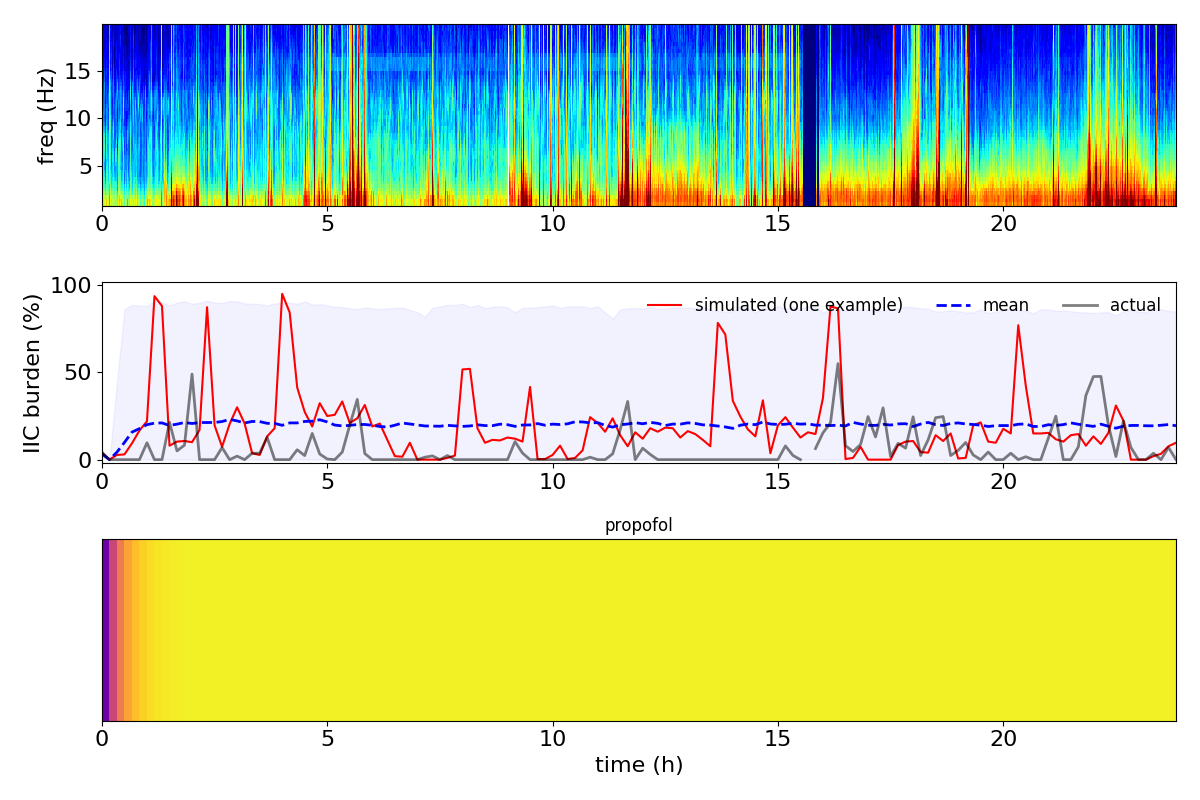 freq (Hz)
15
10
5
0 5 10 15 20
IIC burden (%)
100
50
0
simulated (one example) mean actual
0 5 10 15 20
propofol
0 5 10 15 20
time (h)